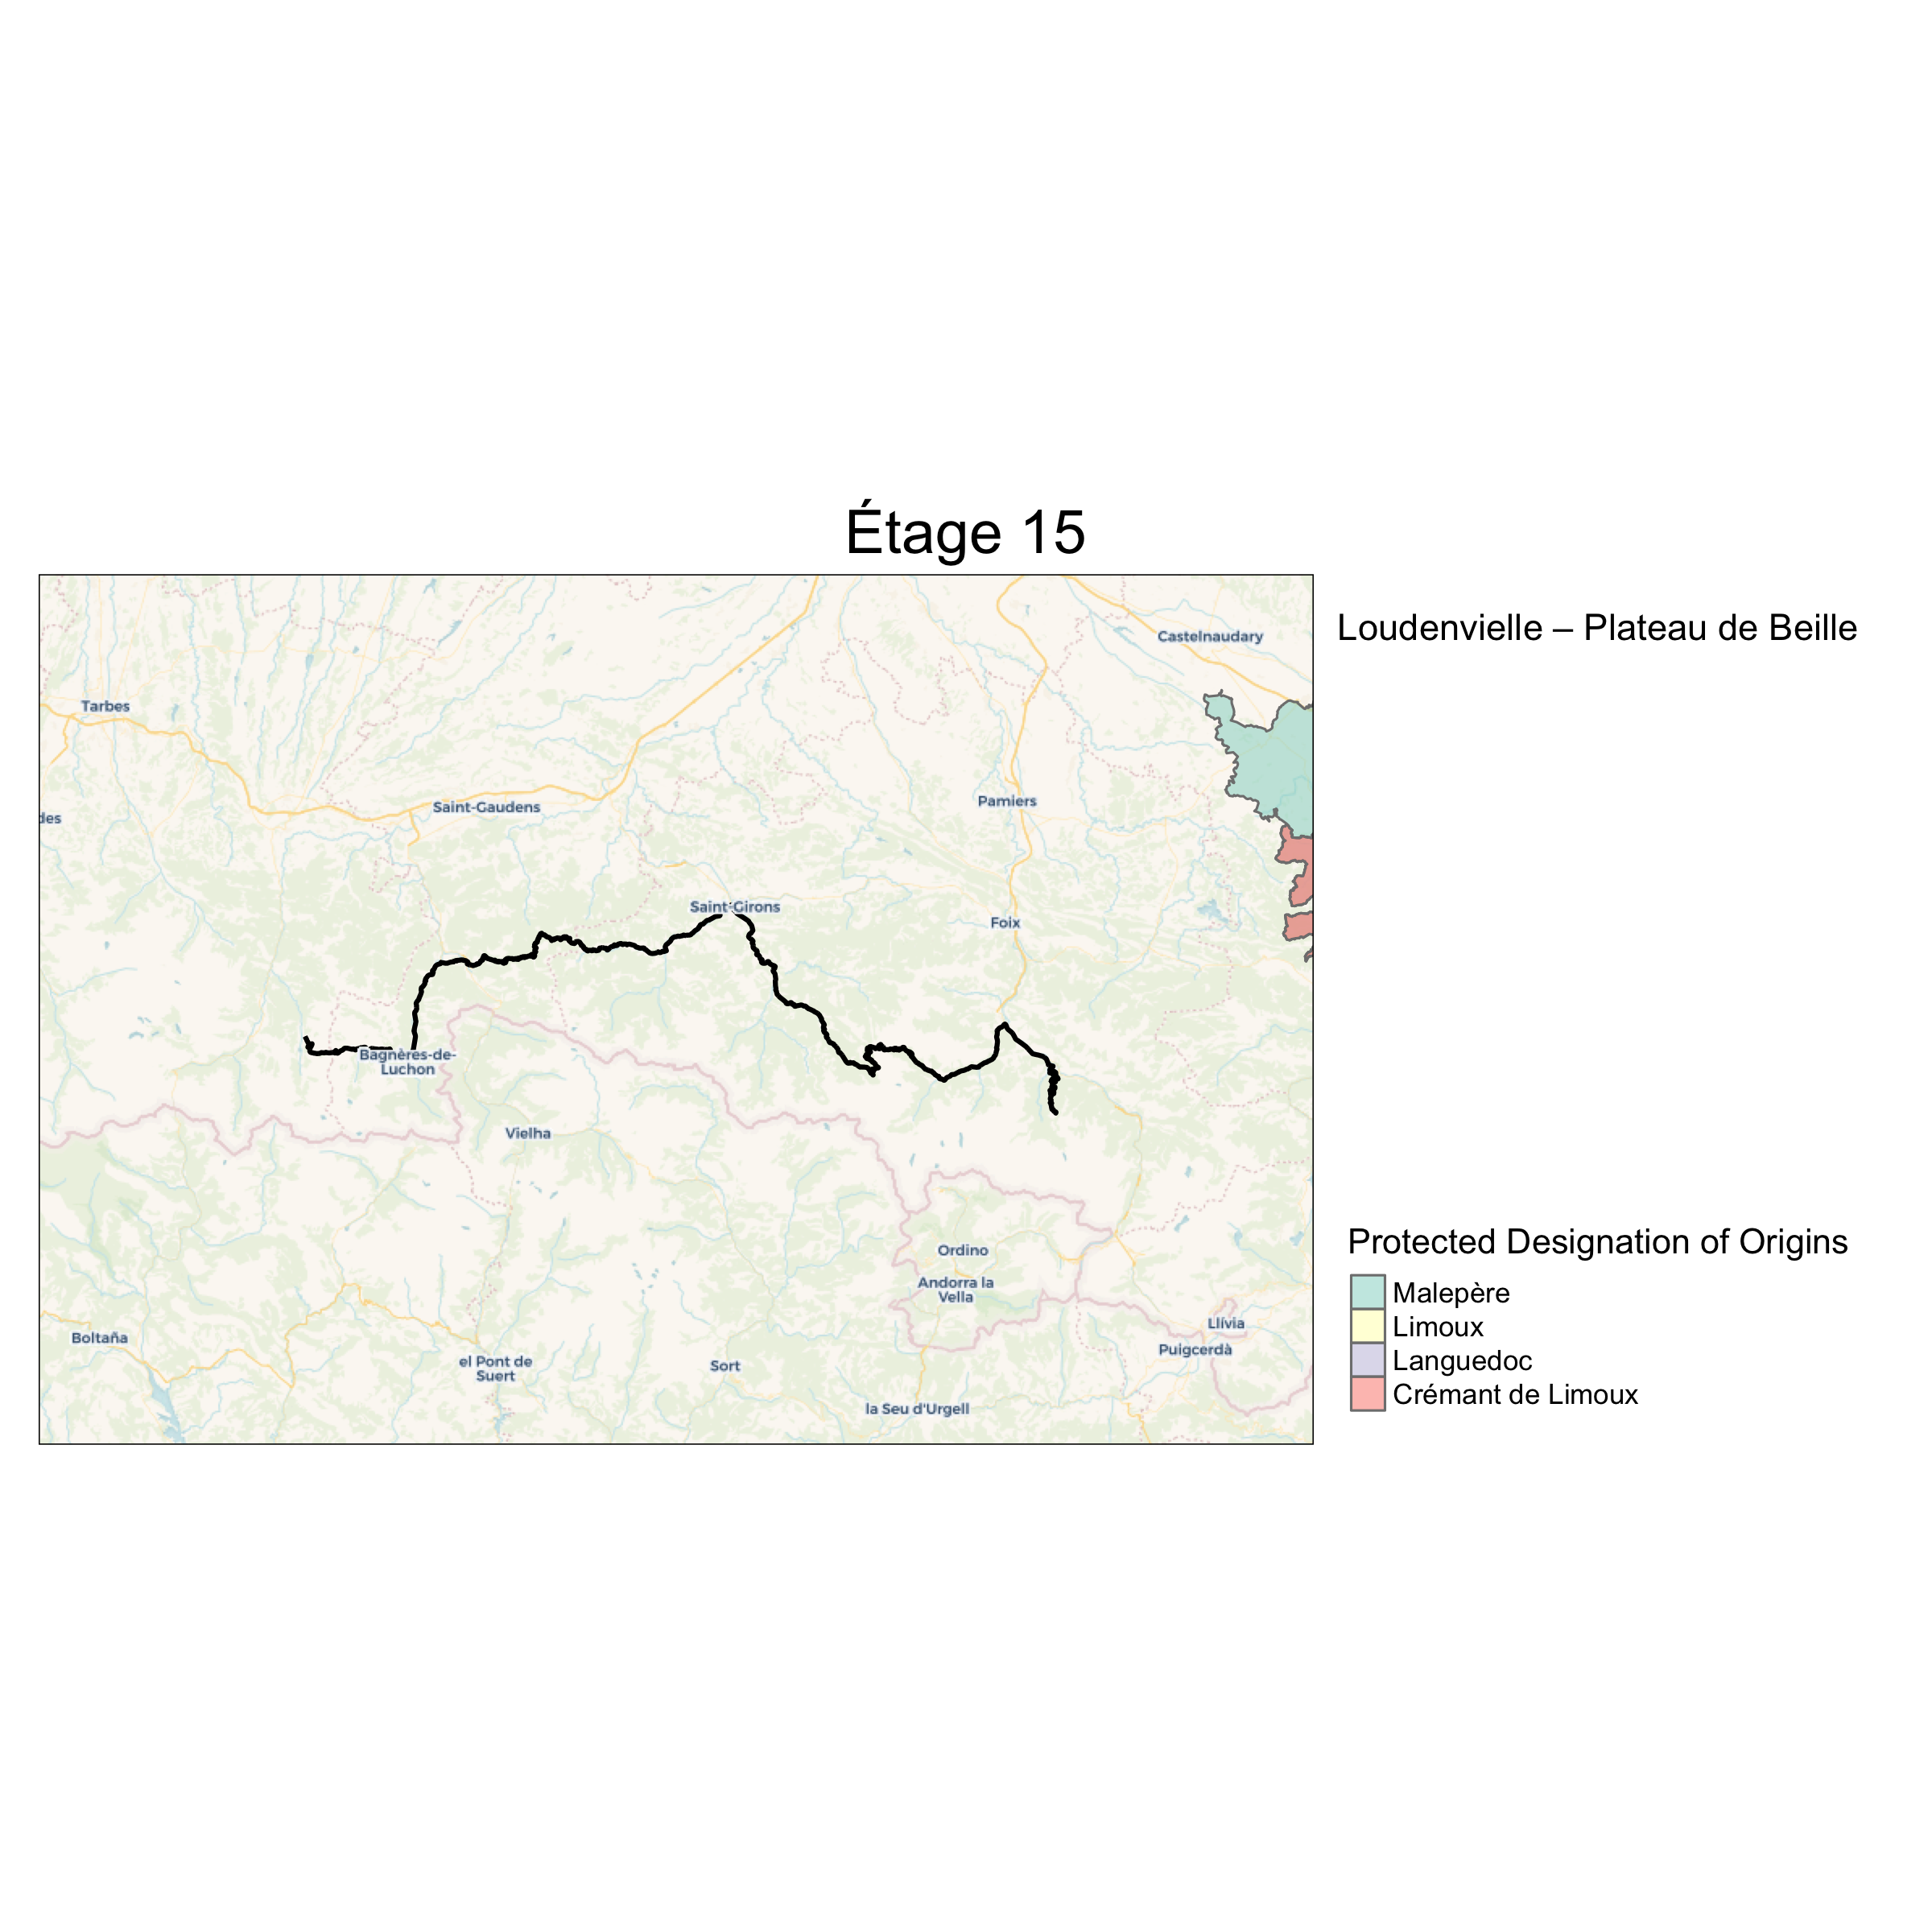 Étage 15
Loudenvielle – Plateau de Beille
Castelnaudary
Tarbes
Pamiers
Saint-Gaudens
des
Saint-Girons
Foix
Bagnères-de-
Luchon
Vielha
Ordino
Andorra la
Vella
Llívia
Boltaña
Puigcerdà
el Pont de
Suert
Sort
la Seu d'Urgell
Protected Designation of Origins
Malepère
Limoux
Languedoc
Crémant de Limoux